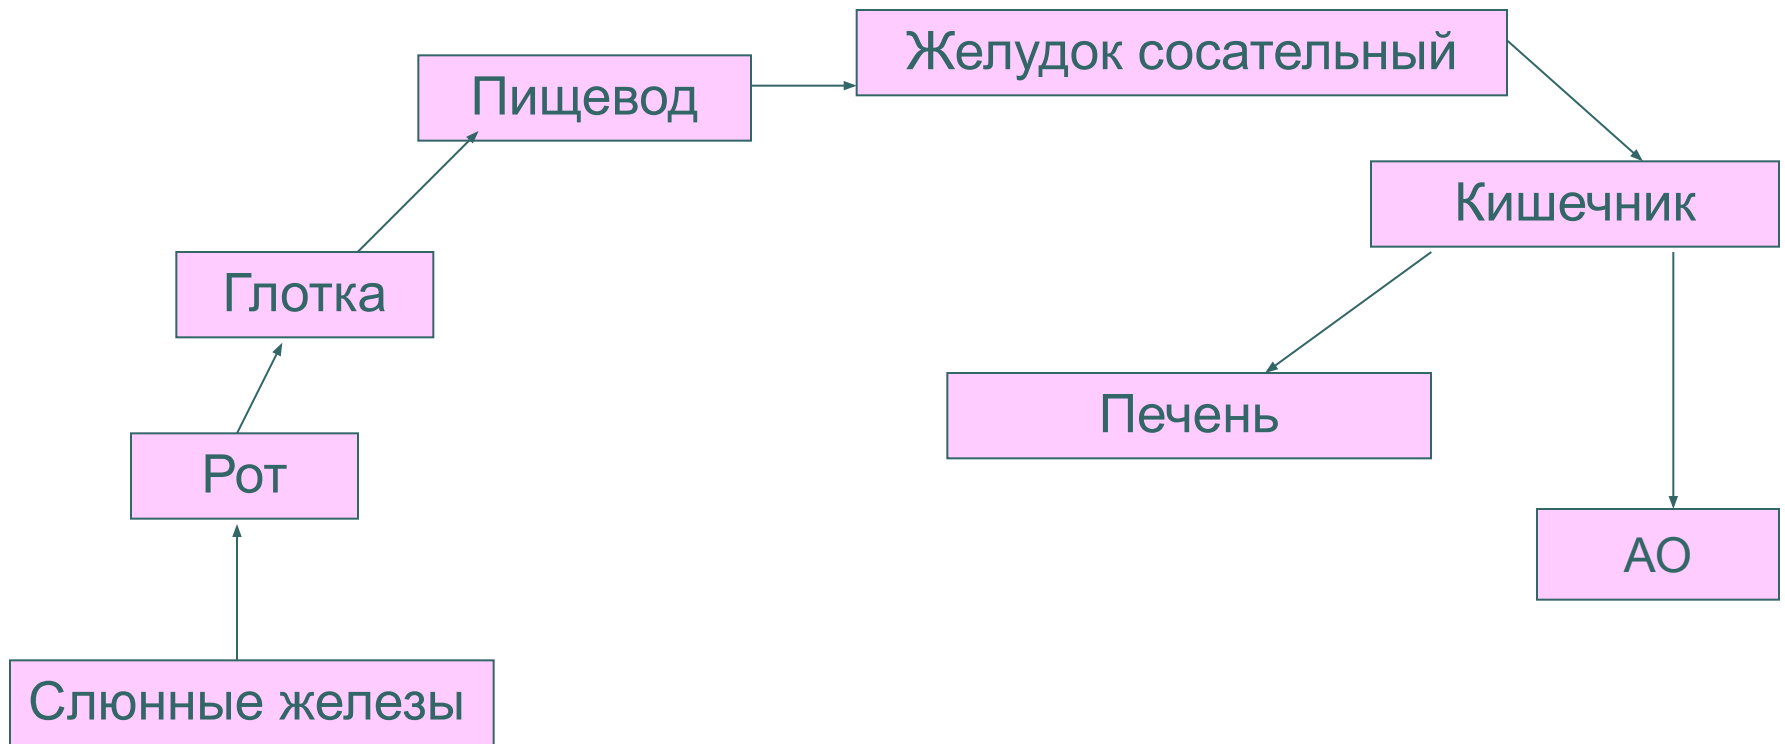 Желудок сосательный
Пищевод
Кишечник
Глотка
Печень
Рот
АО
Слюнные железы